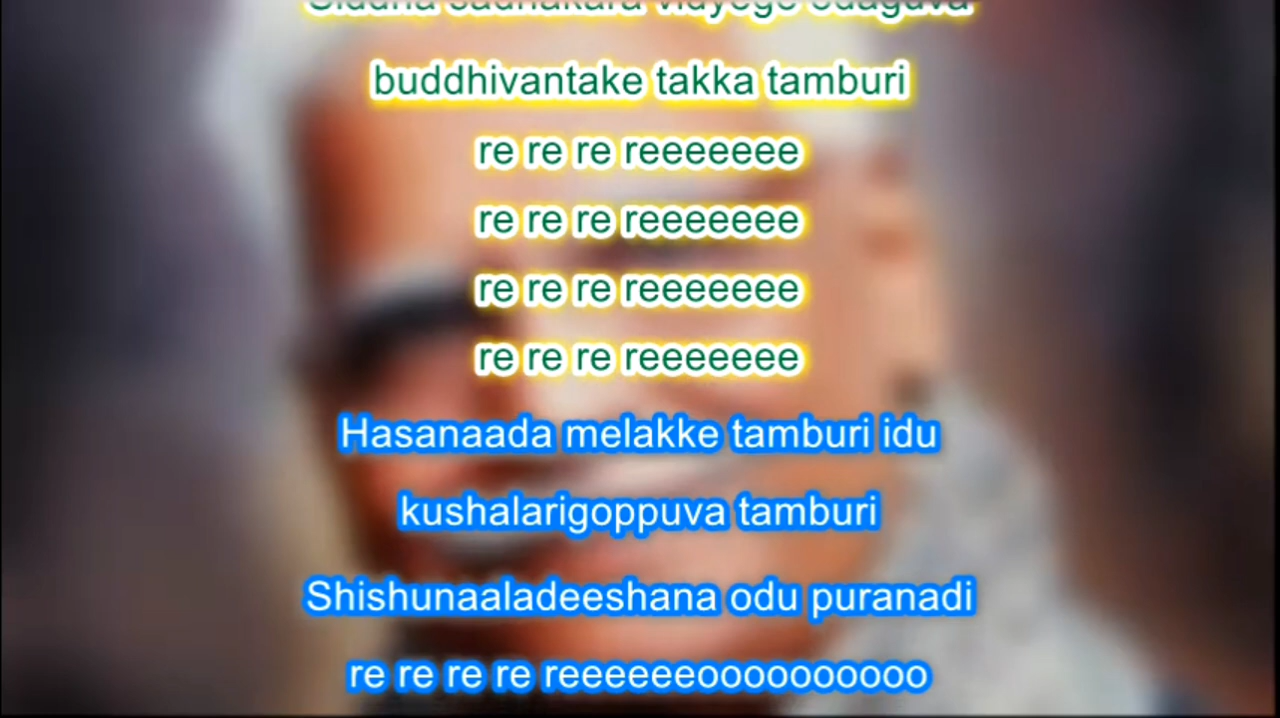 buddhivantake takka tamburi
re re re reeeeeee
re re re reeeeeee
re re re reeeeeee
re re re reeeeeee
Hasanaada melakke tamburi idu
kushalarigoppuva tamburi
Shishunaaladeeshana odu puranadi
re re re re reeeeeeoooooooooo